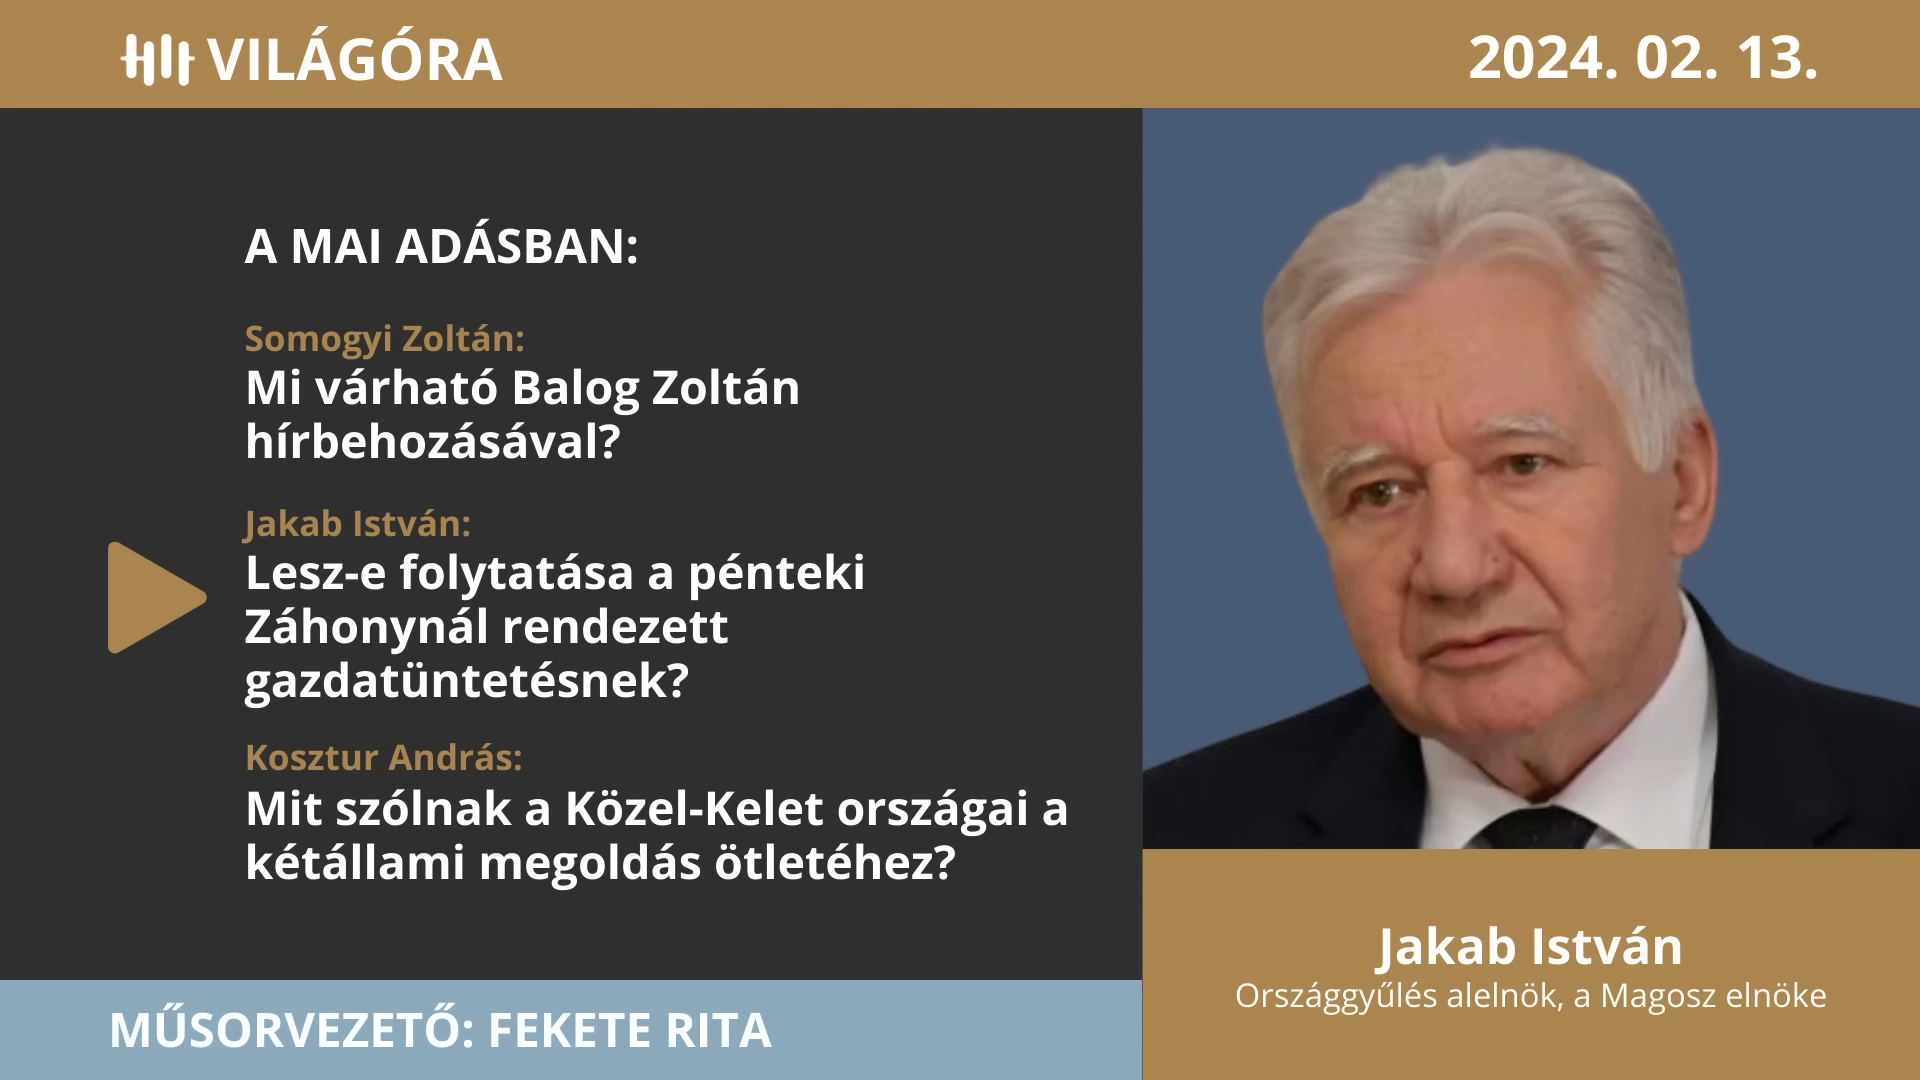 VILÁGÓRA
2024. 02. 13.
A MAI ADÁSBAN:
Somogyi Zoltán:
Mi várható Balog Zoltán
hírbehozásával?
Jakab István:
Lesz-e folytatása a pénteki
Záhonynál rendezett
gazdatüntetésnek?
Kosztur András:
Mit szólnak a Közel-Kelet országai a
kétállami megoldás ötletéhez?
Jakab István
Országgyűlés alelnök, a Magosz elnöke
MŰSORVEZETŐ: FEKETE RITA